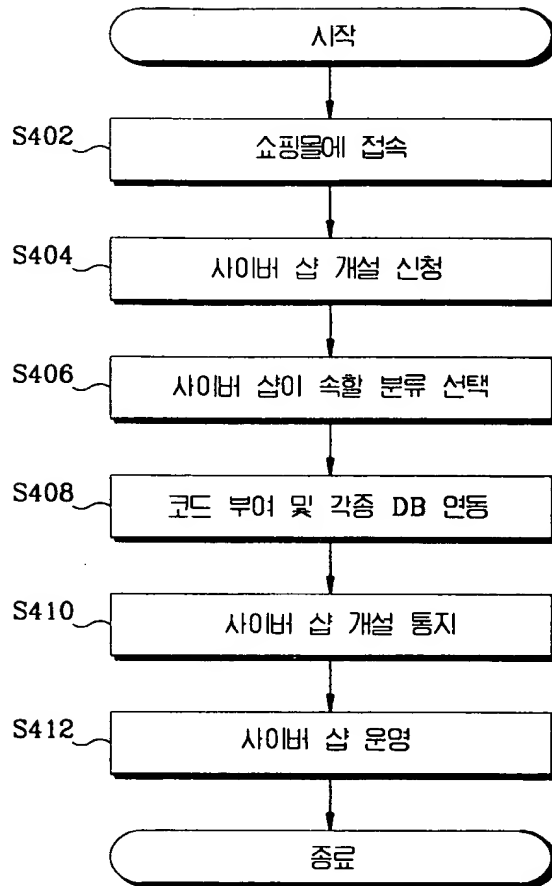 시작
S402
쇼핑몰에 접속
S404
사이버 샵 개설 신청
S406
사이버 샵이 속할 분류 선택
S408
코드 부여 및 각종 DB 연동
S410
사이버 샵 개설 통지
S412
사이버 샵 운영
종료